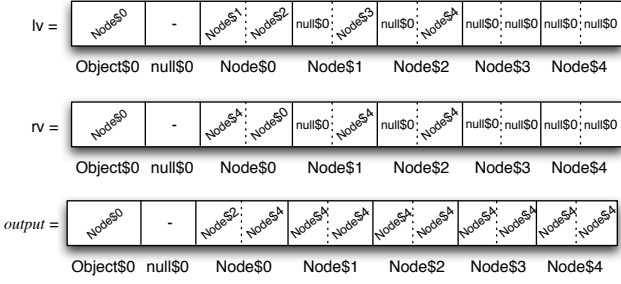 lv = Node$0 - Node$1 Node$2 null$0 Node$3 null$0 Node$4 null$0 null$0 null$0 null$0
Object$0 null$0 Node$0 Node$1 Node$2 Node$3 Node$4
rv = Node$0 - Node$4 Node$0 null$0 Node$4 null$0 Node$4 null$0 null$0 null$0 null$0
Object$0 null$0 Node$0 Node$1 Node$2 Node$3 Node$4
output = Node$0 - Node$2 Node$4 Node$4 Node$4 Node$4 Node$4 Node$4 Node$4 Node$4 Node$4
Object$0 null$0 Node$0 Node$1 Node$2 Node$3 Node$4